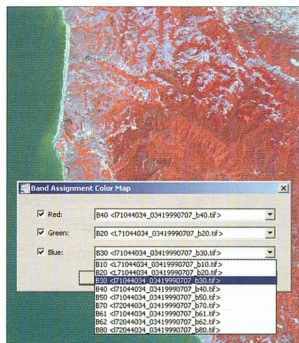 Band Assignment Color Map
Red: B40 <l71044034_03419990707_b40.tif>
Green: B20 <L71044034_03419990707_b20.tif>
Blue: B30 <l71044034_03419990707_b30.tif>
B10 <L71044034_03419990707_b10.tif>
B20 <L71044034_03419990707_b20.tif>
B30 <l71044034_03419990707_b30.tif>
B40 <l71044034_03419990707_b40.tif>
B50 <l71044034_03419990707_b50.tif>
B70 <l71044034_03419990707_b70.tif>
B61 <l71044034_03419990707_b61.tif>
B62 <l71044034_03419990707_b62.tif>
B80 <l72044034_03419990707_b80.tif>